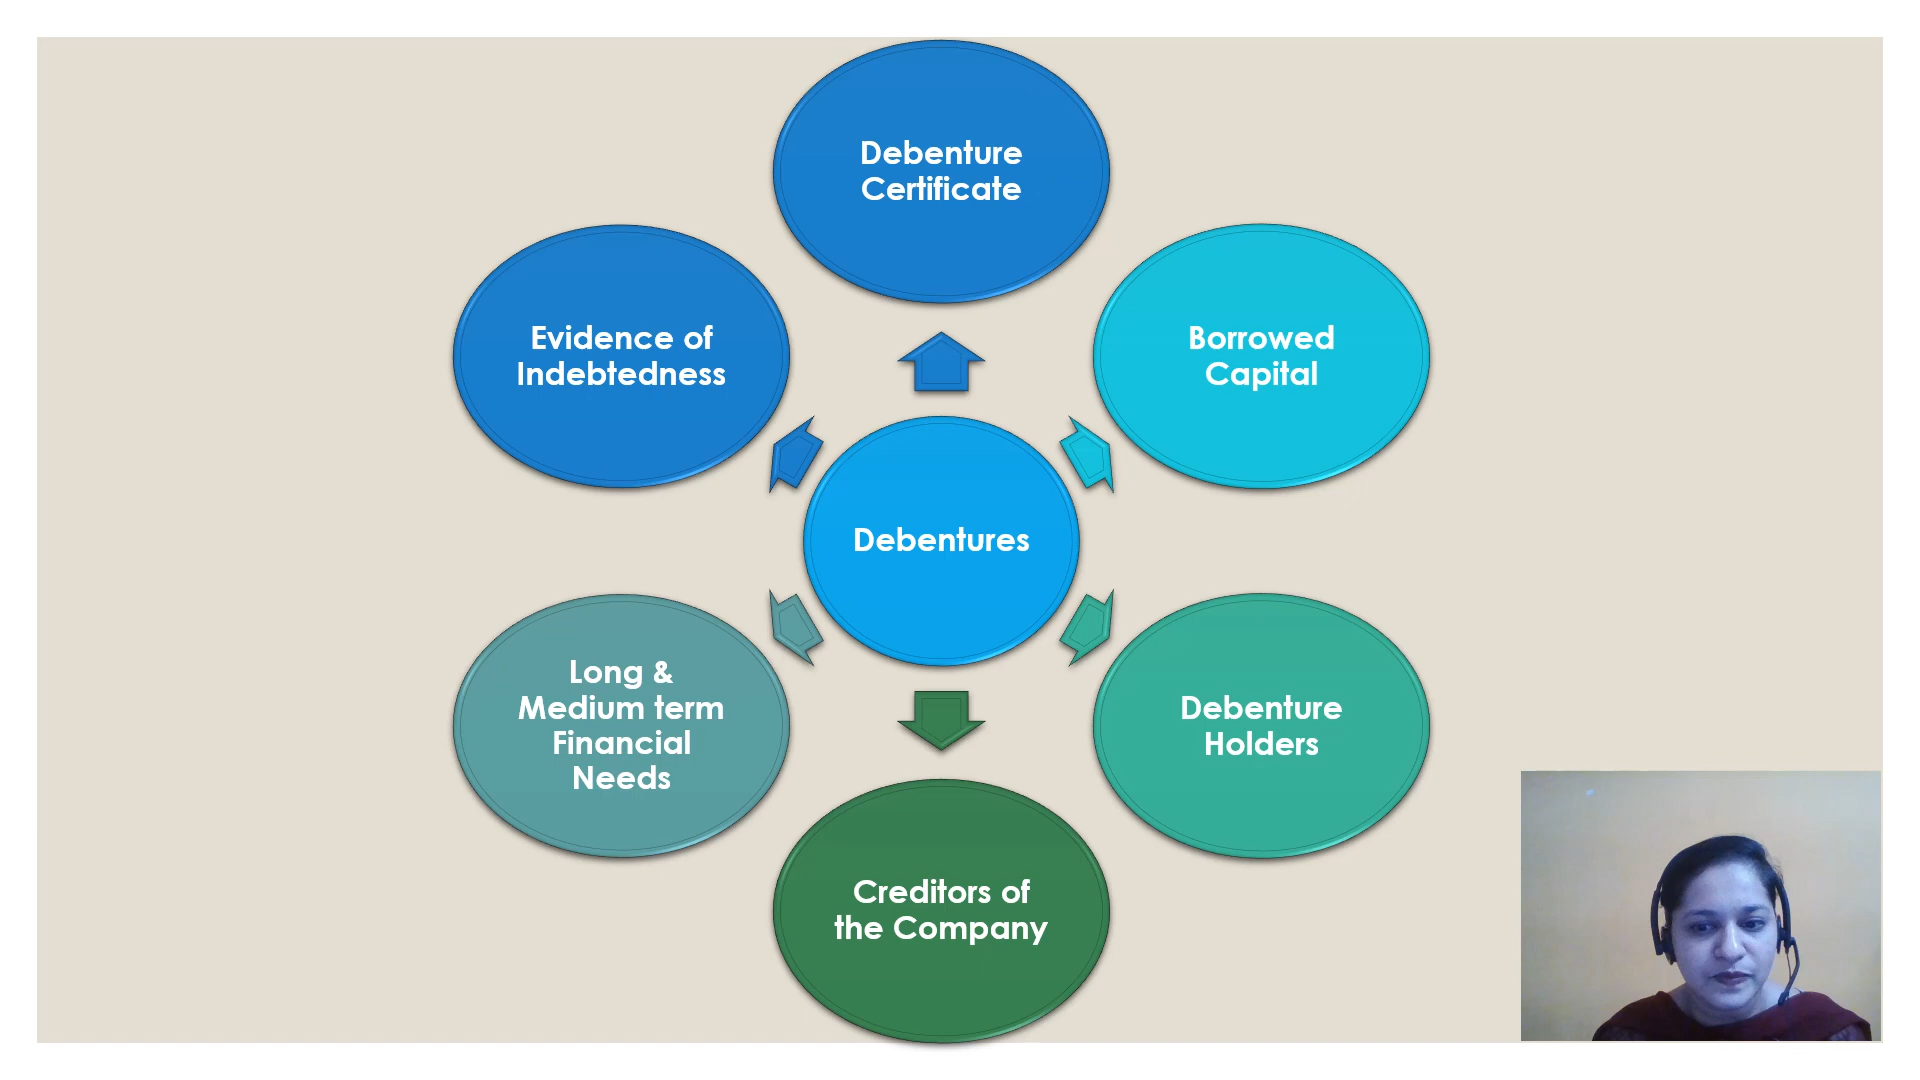 Debenture
Certificate
Borrowed
Capital
Debenture
Holders
Creditors of
the Company
Long &
Medium term
Financial
Needs
Evidence of
Indebtedness
Debentures